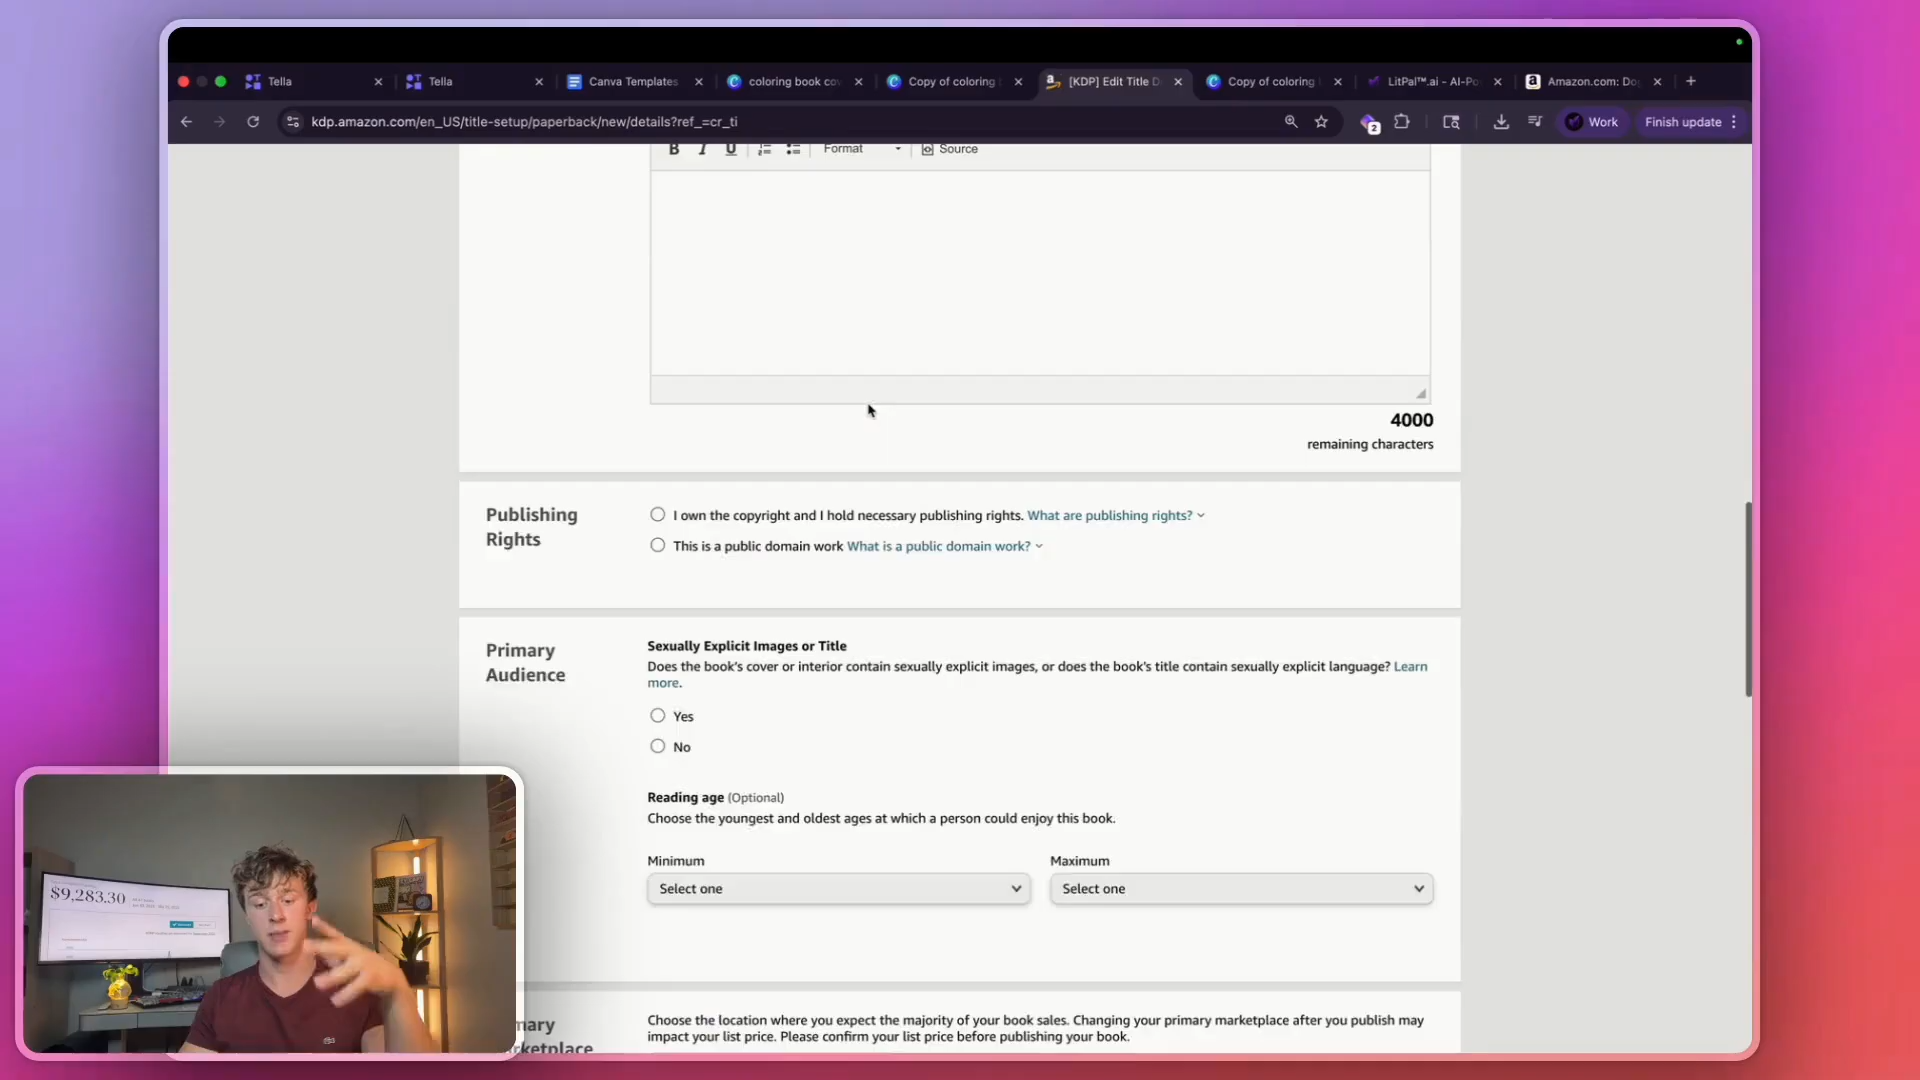 Tella
Tella
Canva Templates
coloring book co
Copy of coloring
[KDP] Edit Title D
Copy of coloring
LitPal™.ai - AI-Po
Amazon.com: Do
kdp.amazon.com/en_US/title-setup/paperback/new/details?ref_=cr_ti
2
Work
Finish update
B I U
Format
Source
4000
remaining characters
Publishing
Rights
I own the copyright and I hold necessary publishing rights. What are publishing rights?
This is a public domain work What is a public domain work?
Primary
Audience
Sexually Explicit Images or Title
Does the book's cover or interior contain sexually explicit images, or does the book's title contain sexually explicit language? Learn
more.
Yes
No
Reading age (Optional)
Choose the youngest and oldest ages at which a person could enjoy this book.
Minimum
Maximum
Select one
Select one
mary
rketplace
Choose the location where you expect the majority of your book sales. Changing your primary marketplace after you publish may
impact your list price. Please confirm your list price before publishing your book.
$9,283.30